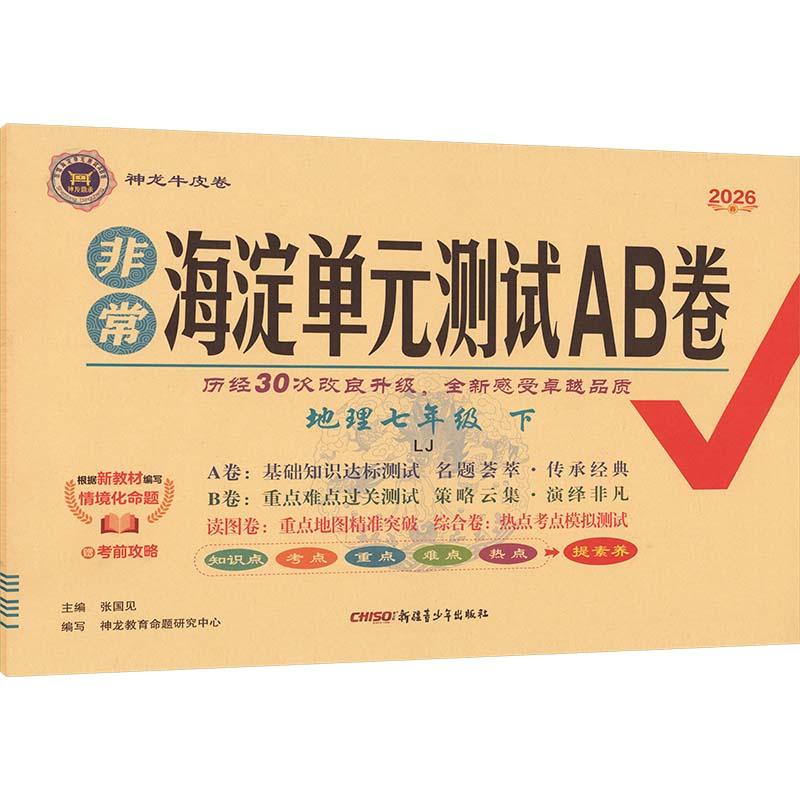 神龙牛皮卷
2026
春
非常
海淀单元测试AB卷
历经30次改良升级，全新感受卓越品质
地理七年级 下
LJ
A卷：基础知识达标测试 名题荟萃·传承经典
B卷：重点难点过关测试 策略云集·演绎非凡
读图卷：重点地图精准突破 综合卷：热点考点模拟测试
知识点 考点 重点 难点 热点 提素养
根据新教材编写
情境化命题
赠 考前攻略
主编 张国见
编写 神龙教育命题研究中心
CHISO 新疆青少年出版社